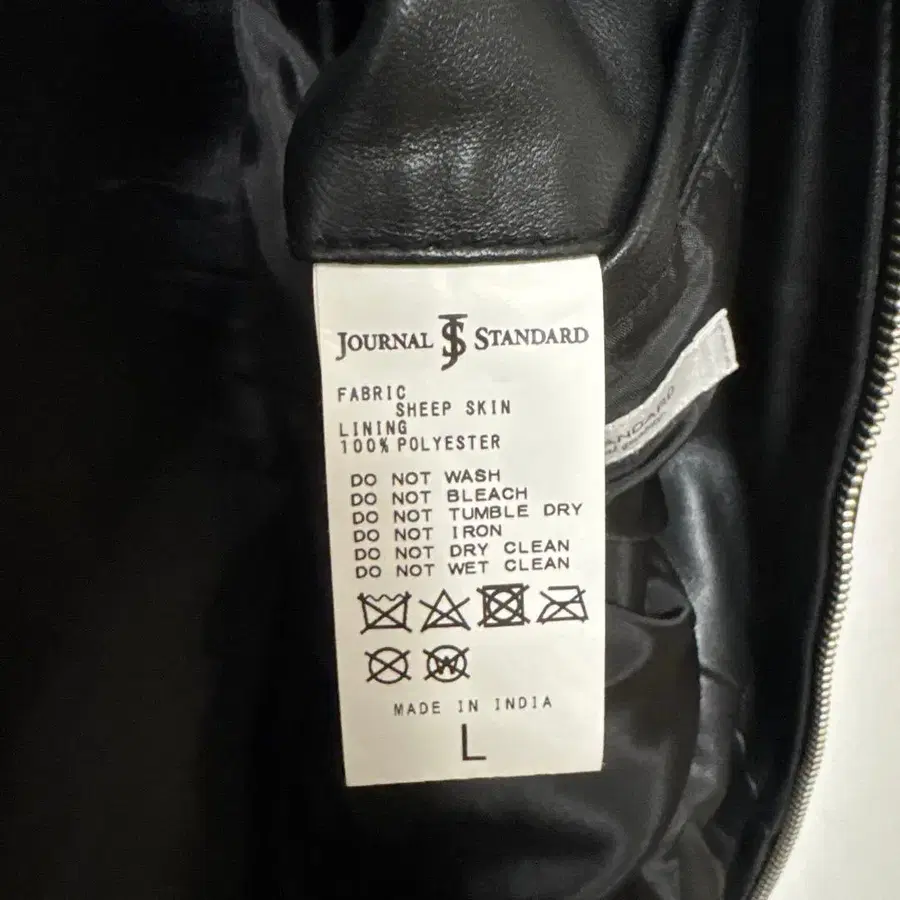 JOURNAL JS STANDARD
FABRIC
SHEEP SKIN
LINING
100% POLYESTER
DO NOT WASH
DO NOT BLEACH
DO NOT TUMBLE DRY
DO NOT IRON
DO NOT DRY CLEAN
DO NOT WET CLEAN
W
MADE IN INDIA
L